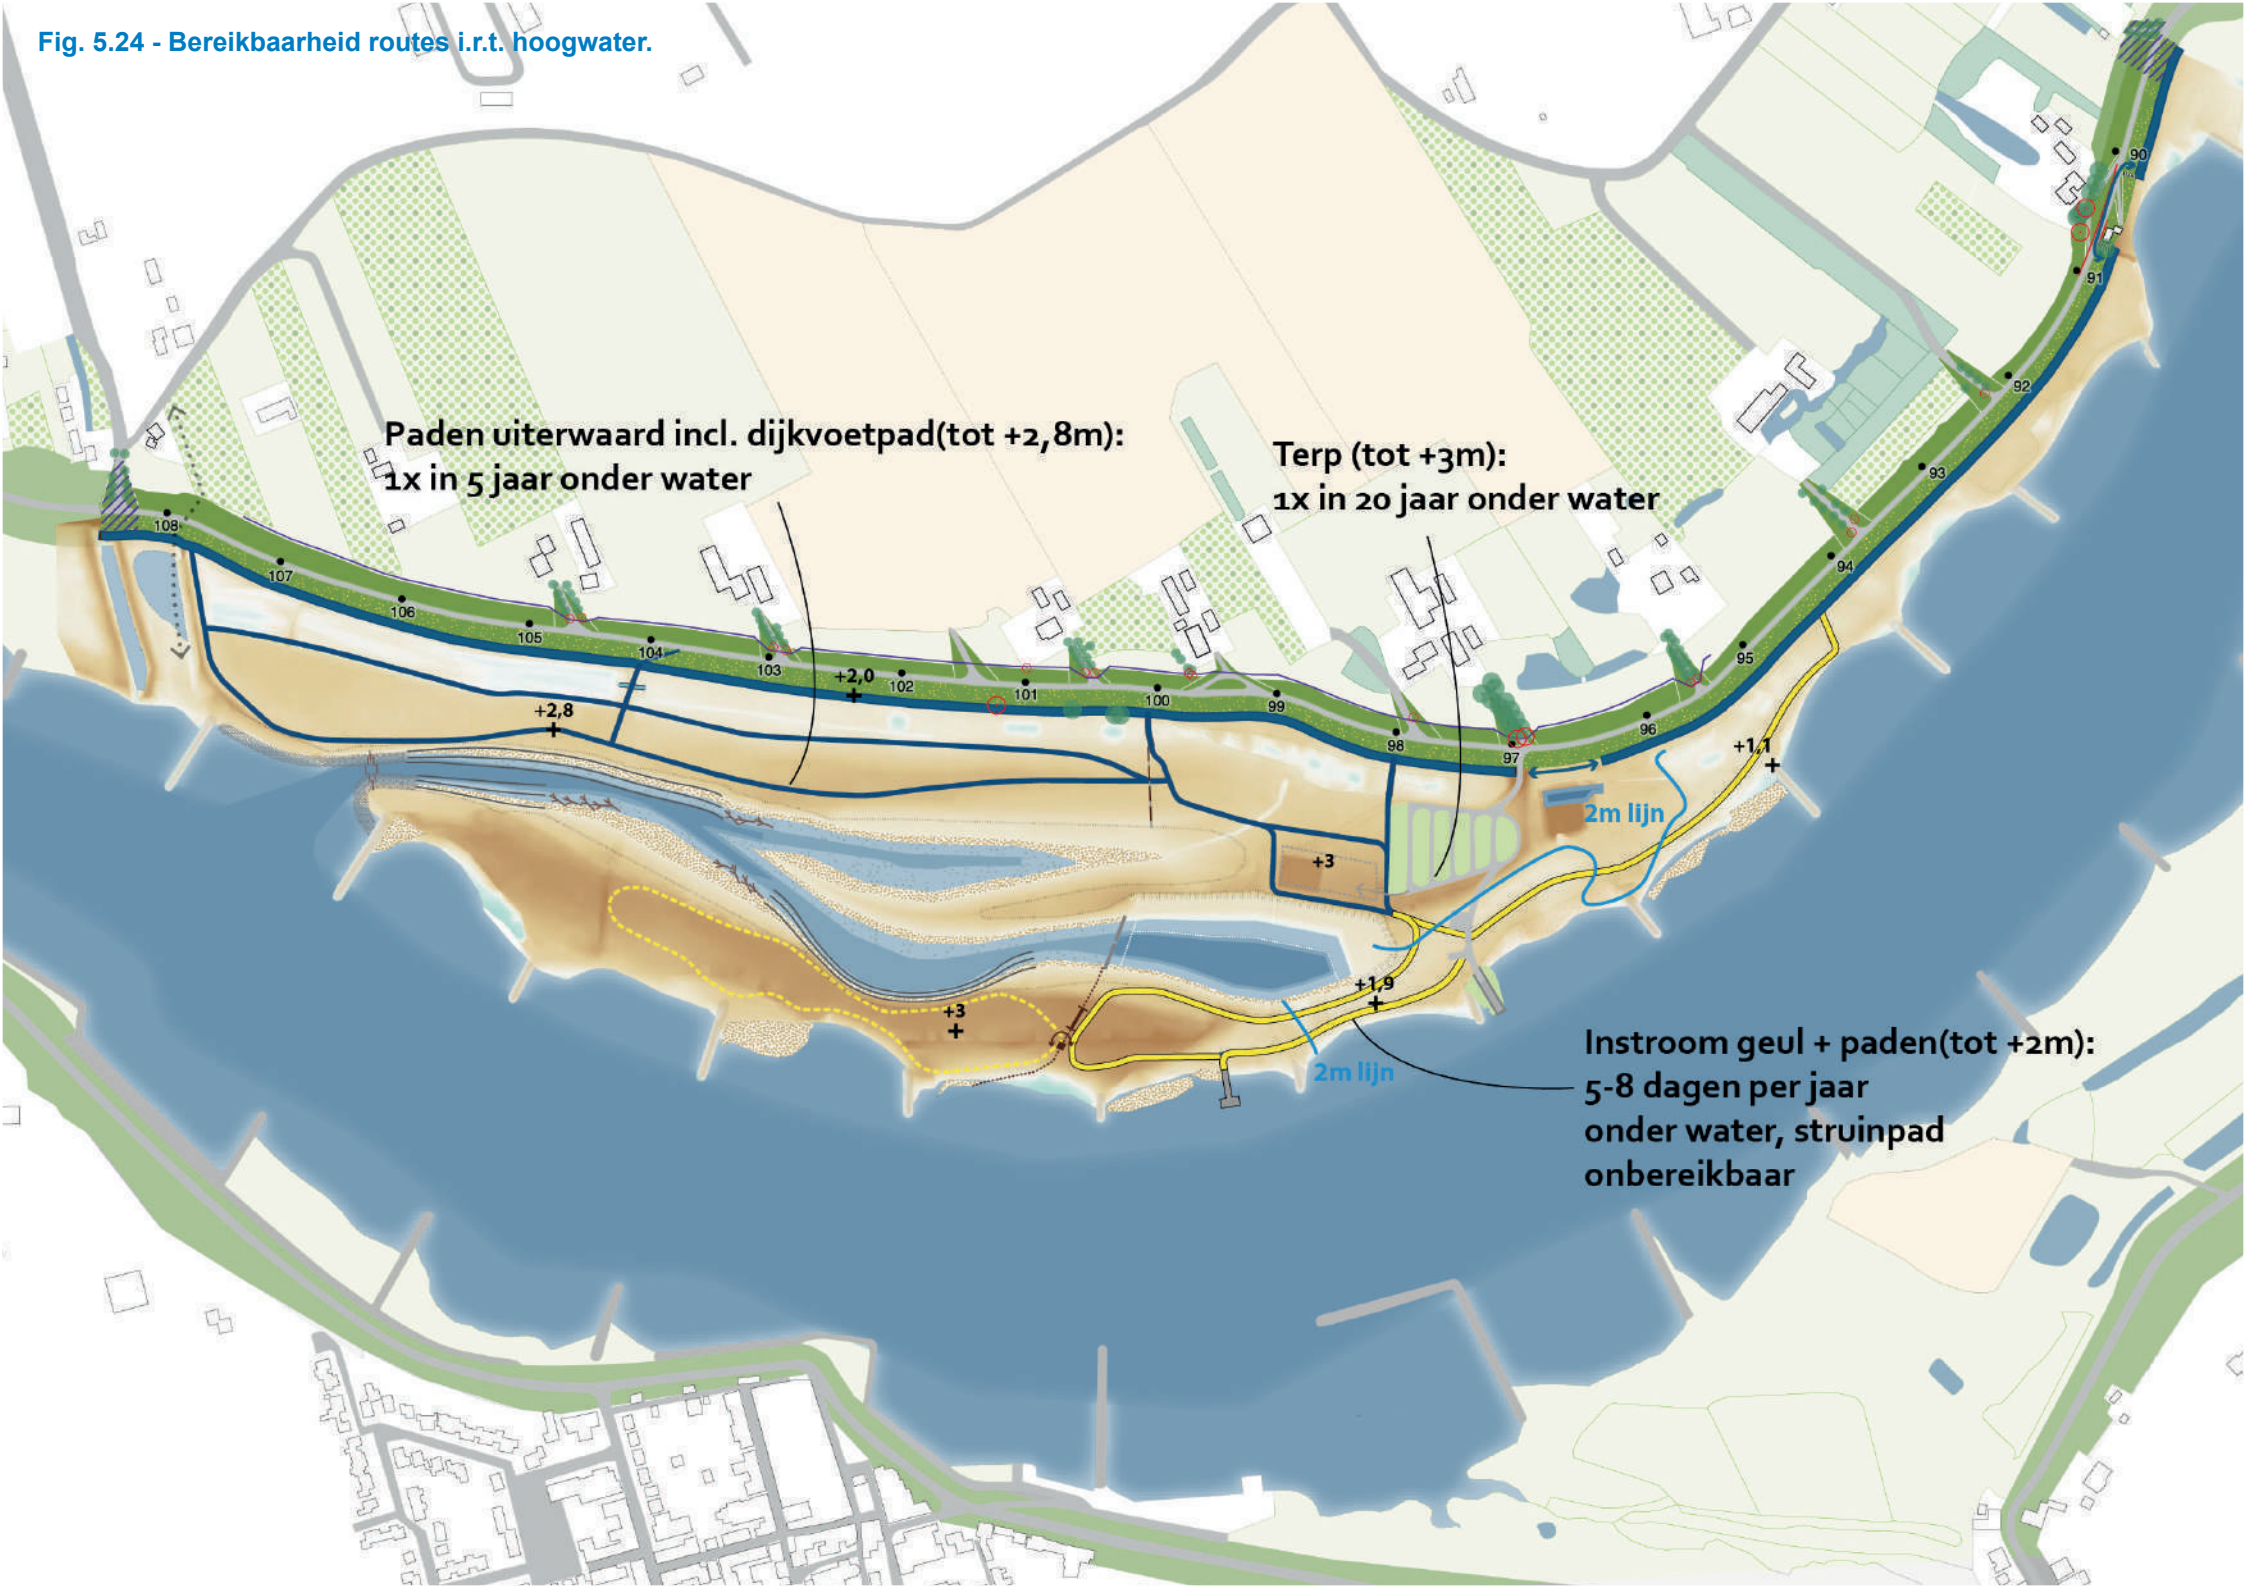 Fig. 5.24 - Bereikbaarheid routes i.r.t. hoogwater.
90
91
92
Paden uiterwaard incl. dijkvoetpad(tot +2,8m):
1x in 5 jaar onder water
Terp (tot +3m):
1x in 20 jaar onder water
93
94
95
96
97
98
99
100
101
102
103
104
105
106
107
108
+2,0
+2,8
+1,1
2m lijn
+3
+1,9
+3
2m lijn
Instroom geul + paden(tot +2m):
5-8 dagen per jaar
onder water, struinpad
onbereikbaar